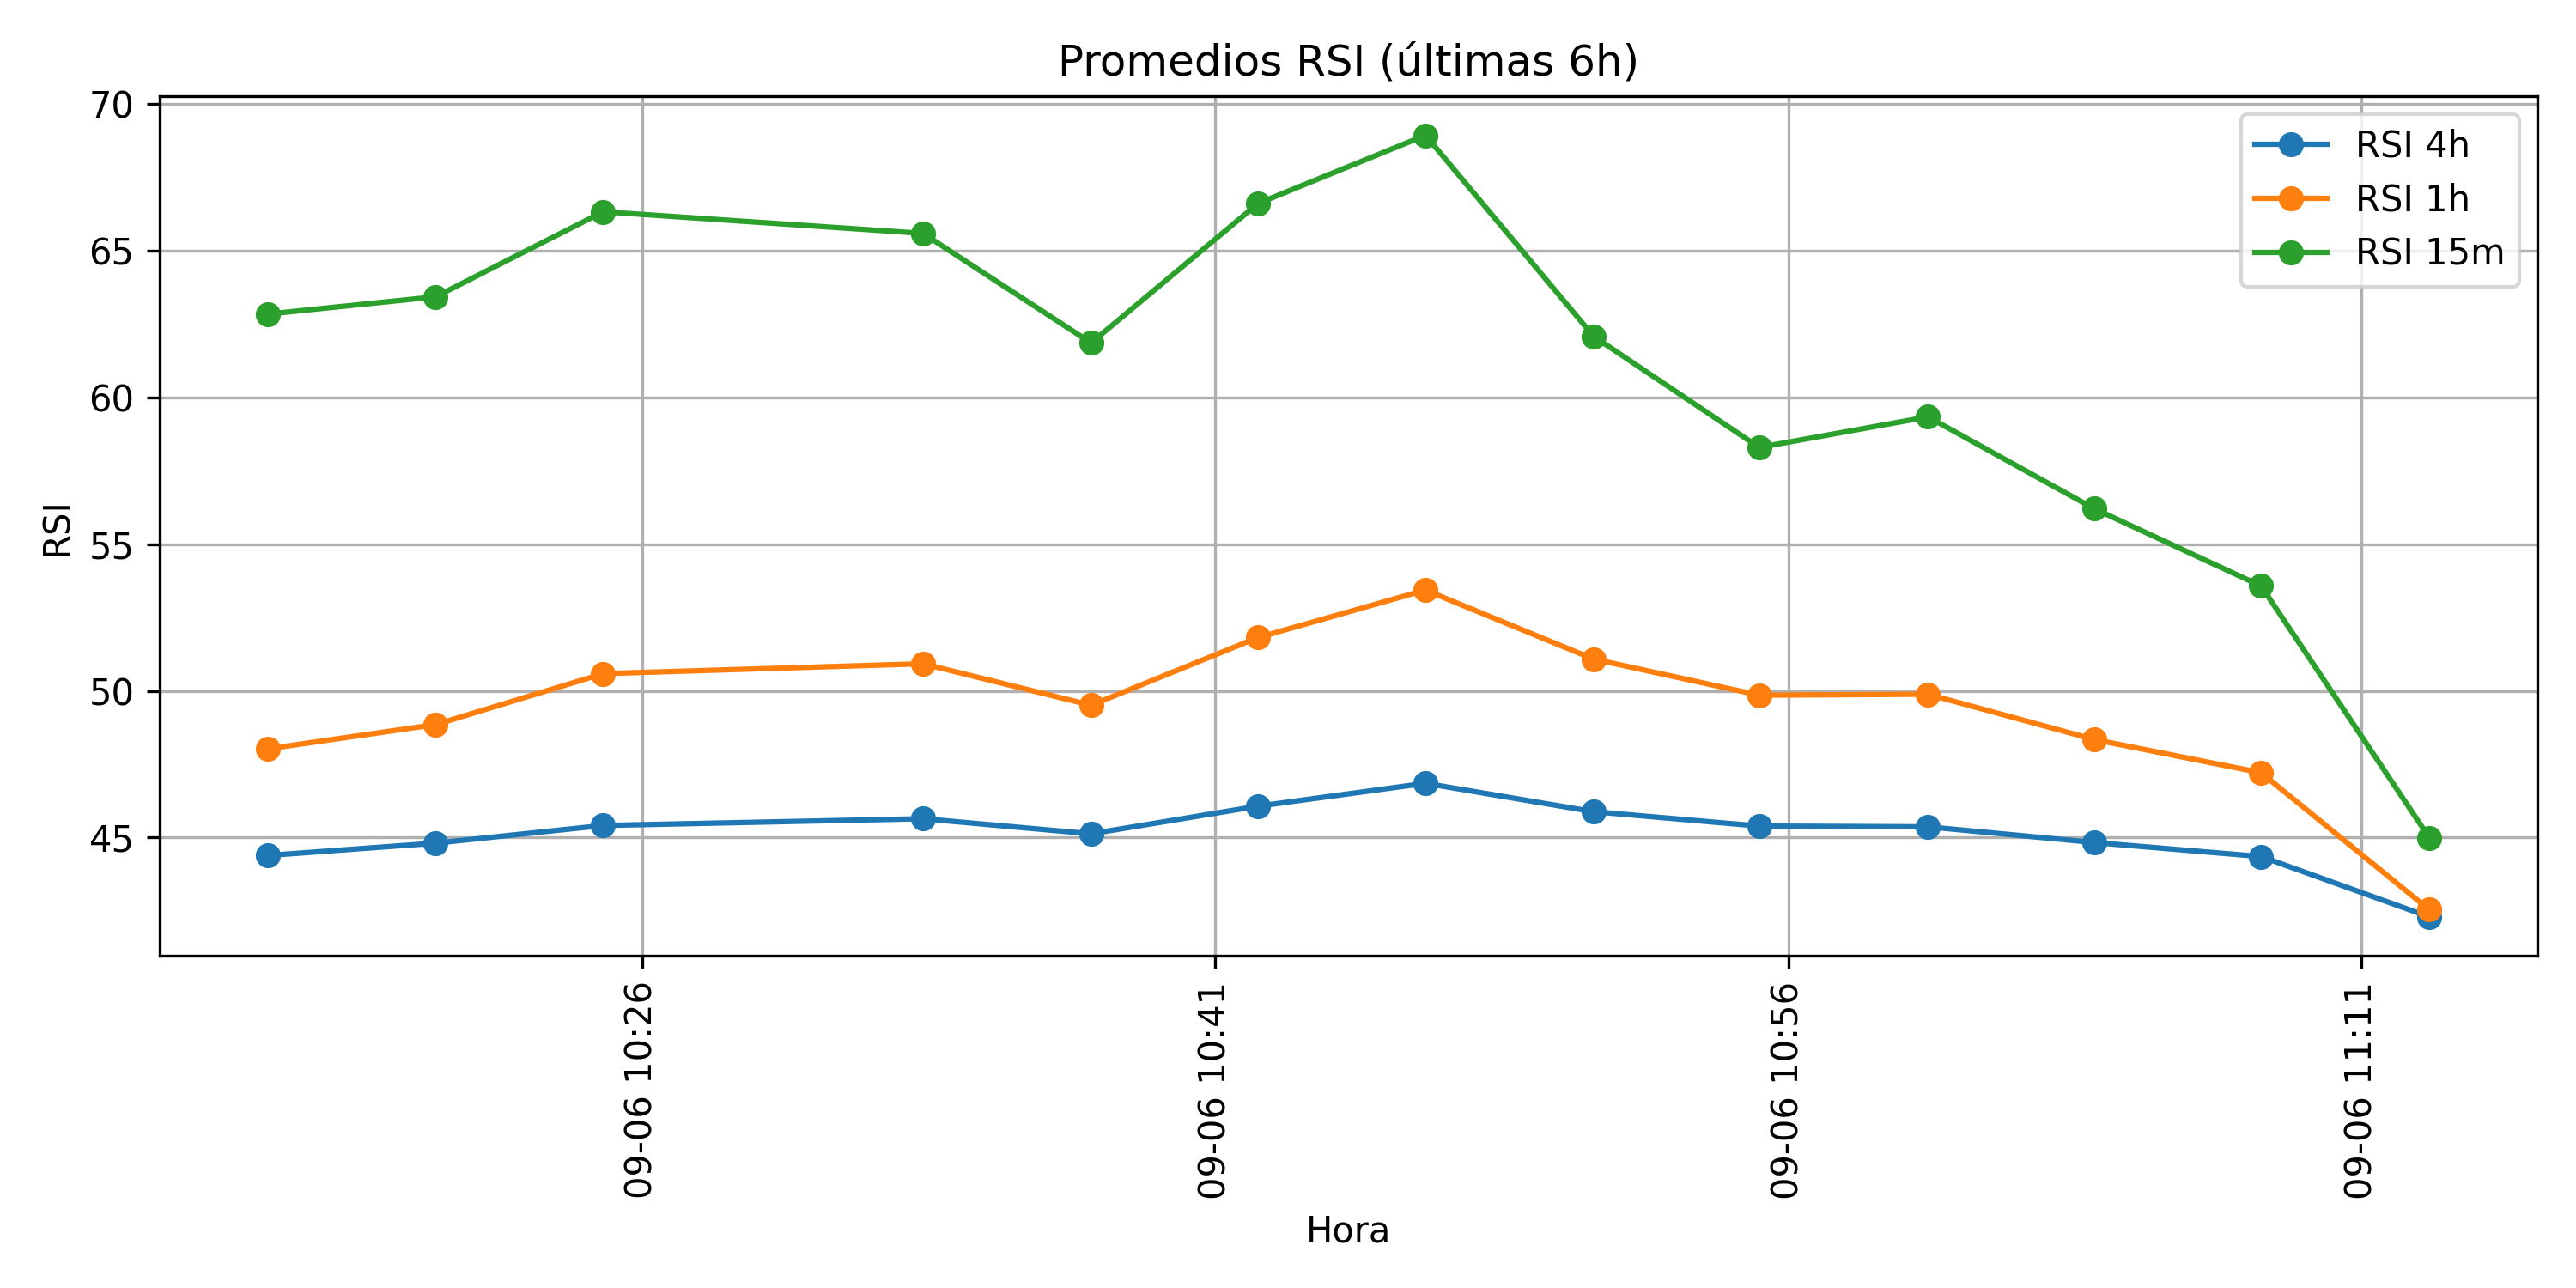 Promedios RSI (últimas 6h)
RSI 4h
RSI 1h
RSI 15m
RSI
70
65
60
55
50
45
09-06 10:26
09-06 10:41
09-06 10:56
09-06 11:11
Hora